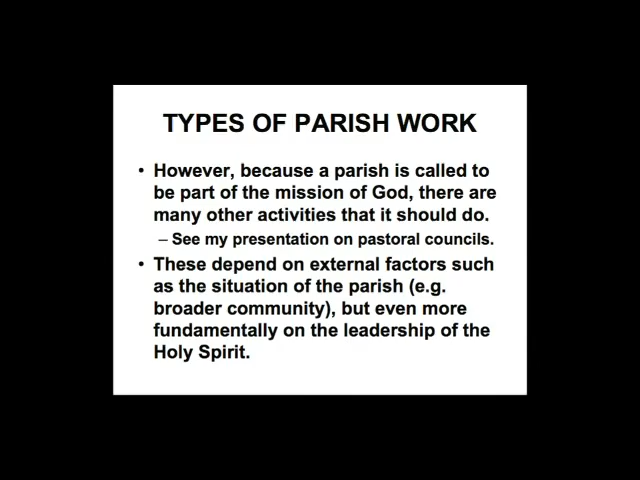 TYPES OF PARISH WORK
• However, because a parish is called to
be part of the mission of God, there are
many other activities that it should do.
– See my presentation on pastoral councils.
• These depend on external factors such
as the situation of the parish (e.g.
broader community), but even more
fundamentally on the leadership of the
Holy Spirit.